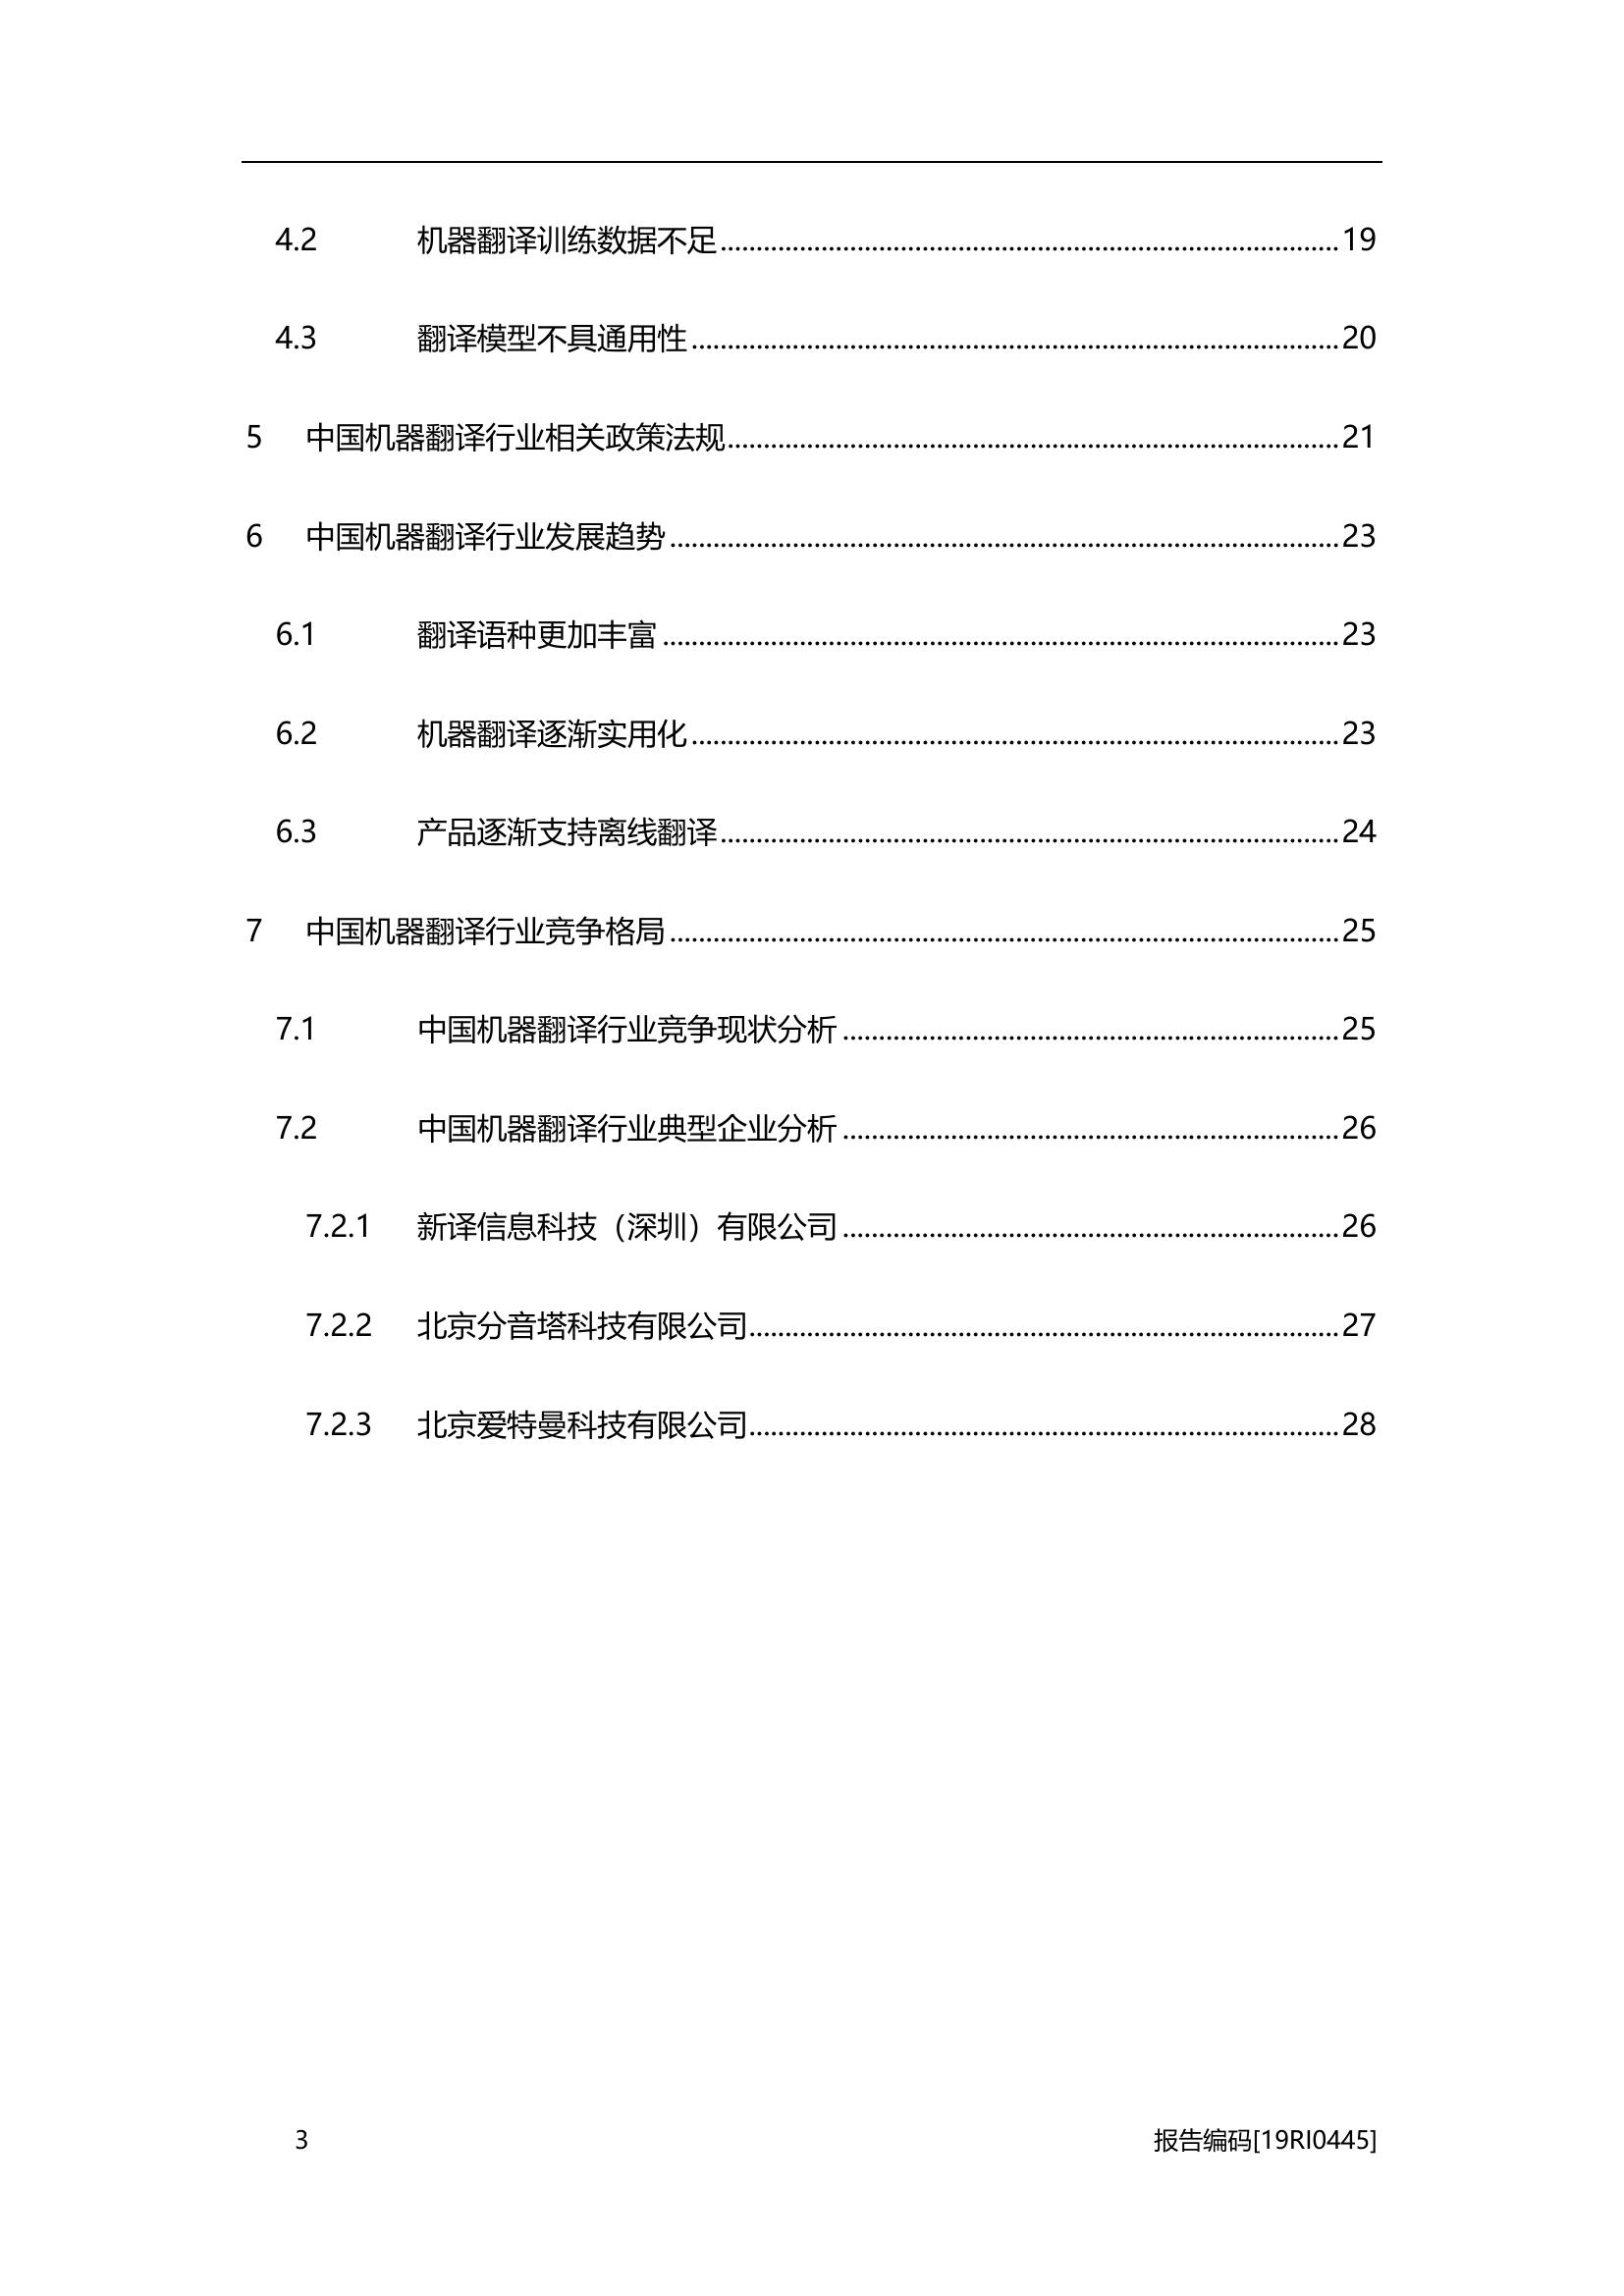 4.2 机器翻译训练数据不足 19
4.3 翻译模型不具通用性 20
5 中国机器翻译行业相关政策法规 21
6 中国机器翻译行业发展趋势 23
6.1 翻译语种更加丰富 23
6.2 机器翻译逐渐实用化 23
6.3 产品逐渐支持离线翻译 24
7 中国机器翻译行业竞争格局 25
7.1 中国机器翻译行业竞争现状分析 25
7.2 中国机器翻译行业典型企业分析 26
7.2.1 新译信息科技（深圳）有限公司 26
7.2.2 北京分音塔科技有限公司 27
7.2.3 北京爱特曼科技有限公司 28
3 报告编码[19RI0445]